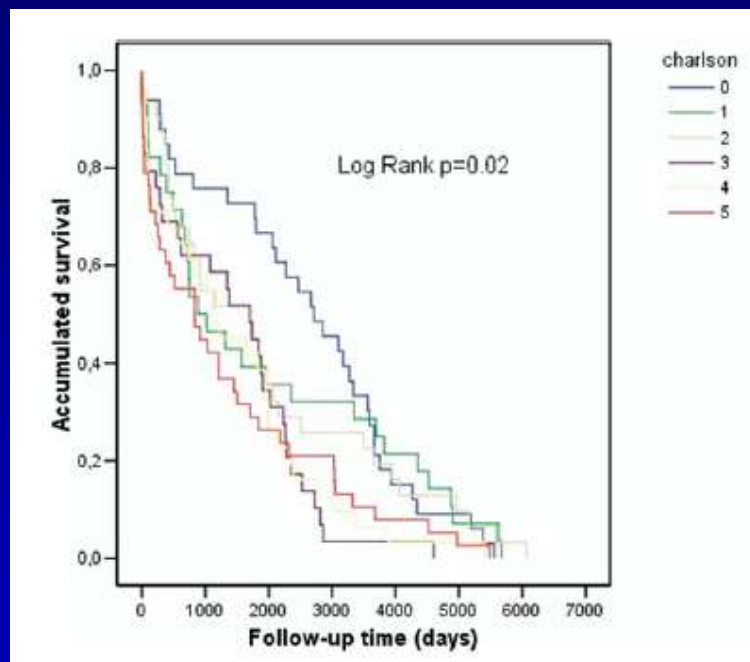 charlson
0
1
2
3
4
5
Log Rank p=0.02
Accumulated survival
1,0
0,8
0,6
0,4
0,2
0,0
0 1000 2000 3000 4000 5000 6000 7000
Follow-up time (days)